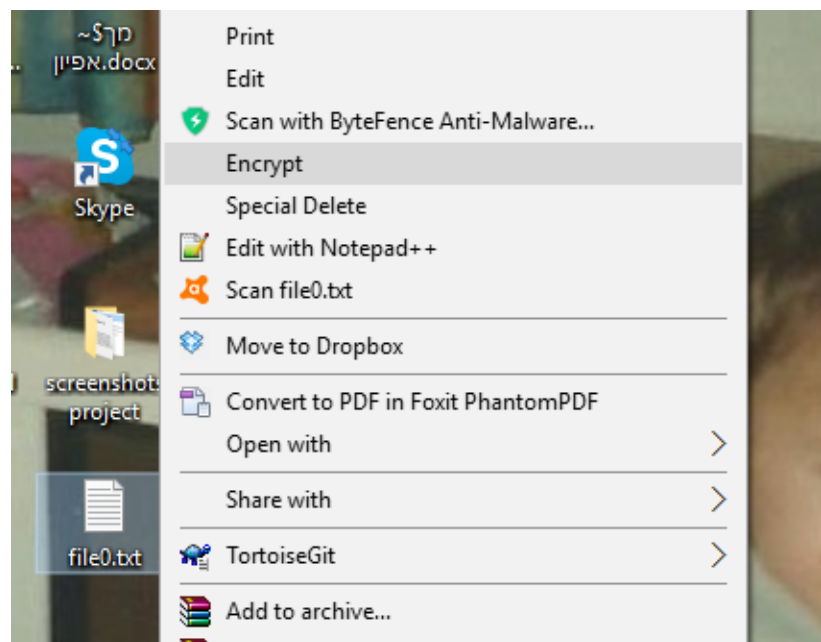 ~$מך
אפיון.docx
..
Skype
screenshots
project
file0.txt
Print
Edit
Scan with ByteFence Anti-Malware...
Encrypt
Special Delete
Edit with Notepad++
Scan file0.txt
Move to Dropbox
Convert to PDF in Foxit PhantomPDF
Open with
Share with
TortoiseGit
Add to archive...